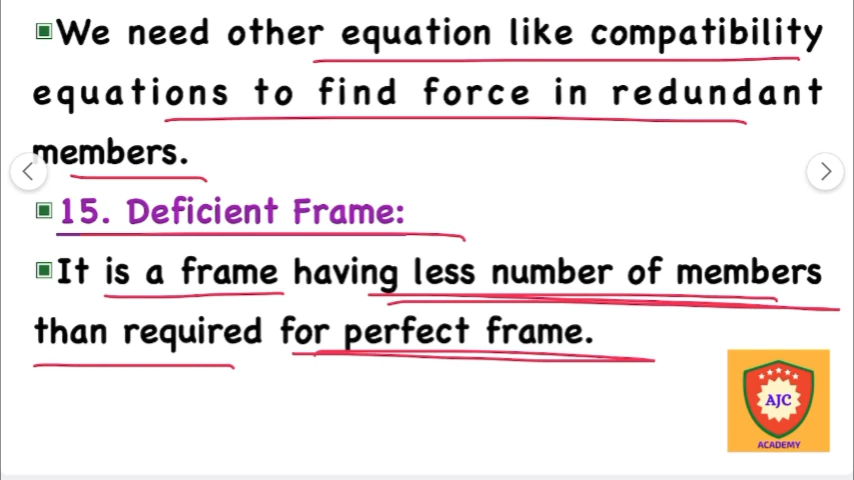 We need other equation like compatibility
equations to find force in redundant
members.
15. Deficient Frame:
It is a frame having less number of members
than required for perfect frame.
AJC
ACADEMY